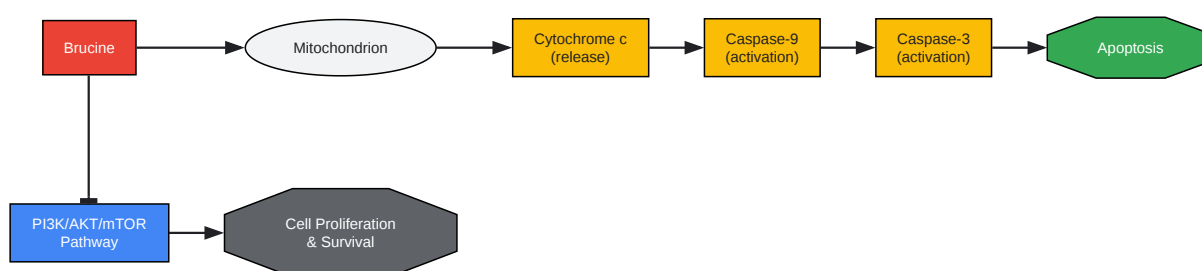 Brucine
Mitochondrion
Cytochrome c
(release)
Caspase-9
(activation)
Caspase-3
(activation)
Apoptosis
PI3K/AKT/mTOR
Pathway
Cell Proliferation
& Survival